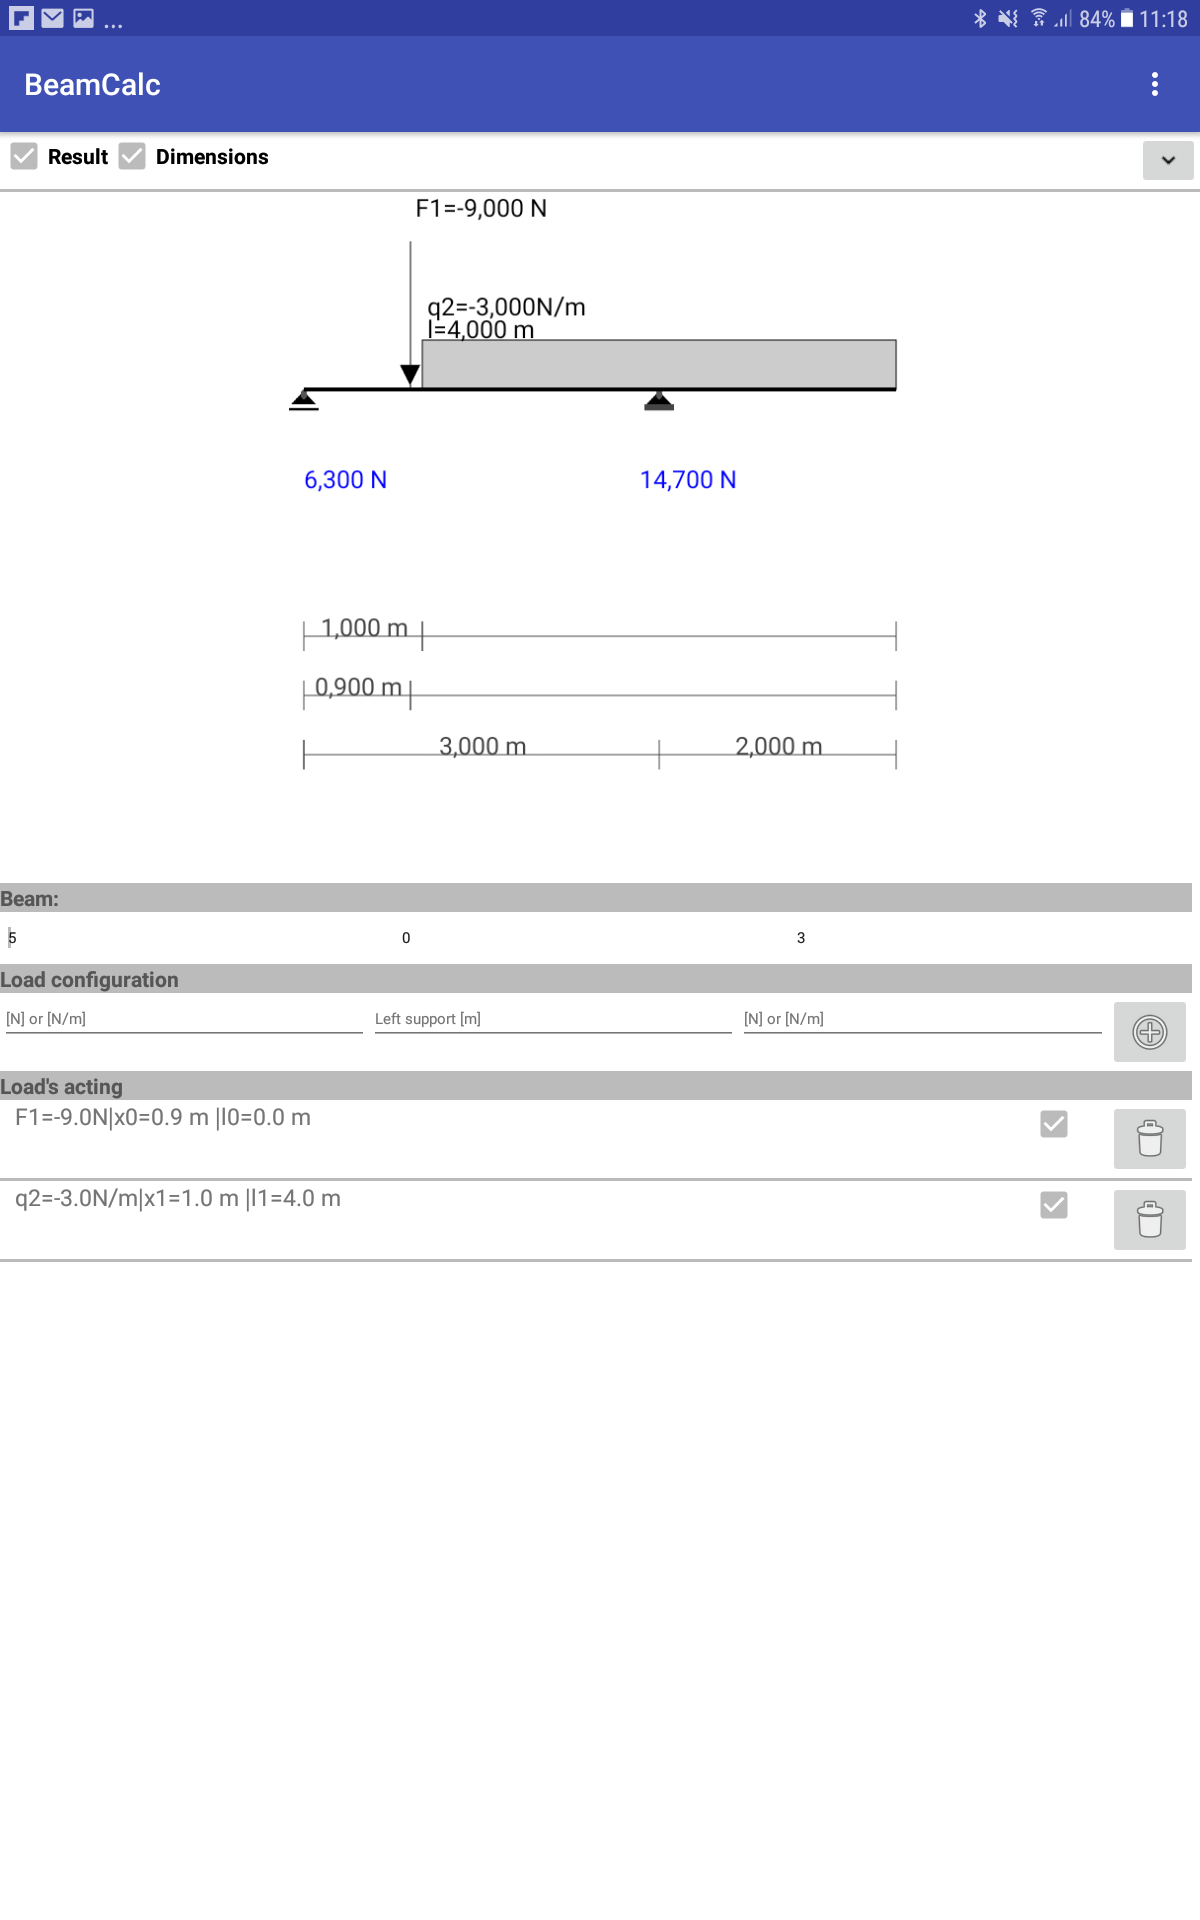 ... 84% 11:18
BeamCalc
Result Dimensions
F1=-9,000 N
q2=-3,000N/m
l=4,000 m
6,300 N 14,700 N
1,000 m
0,900 m
3,000 m 2,000 m
Beam:
5 0 3
Load configuration
[N] or [N/m] Left support [m] [N] or [N/m]
Load's acting
F1=-9.0N|x0=0.9 m |l0=0.0 m
q2=-3.0N/m|x1=1.0 m |l1=4.0 m